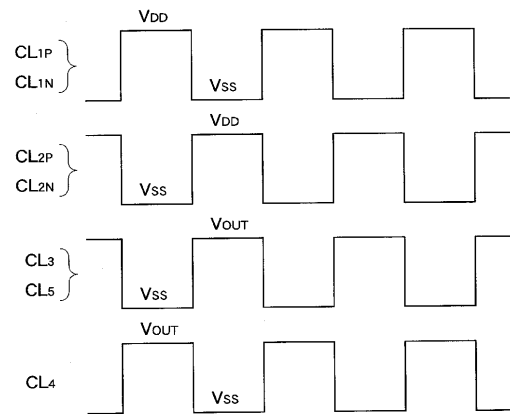 VDD
CL1P
CL1N
VSS
VDD
CL2P
CL2N
VSS
VOUT
CL3
CL5
VSS
VOUT
CL4
VSS